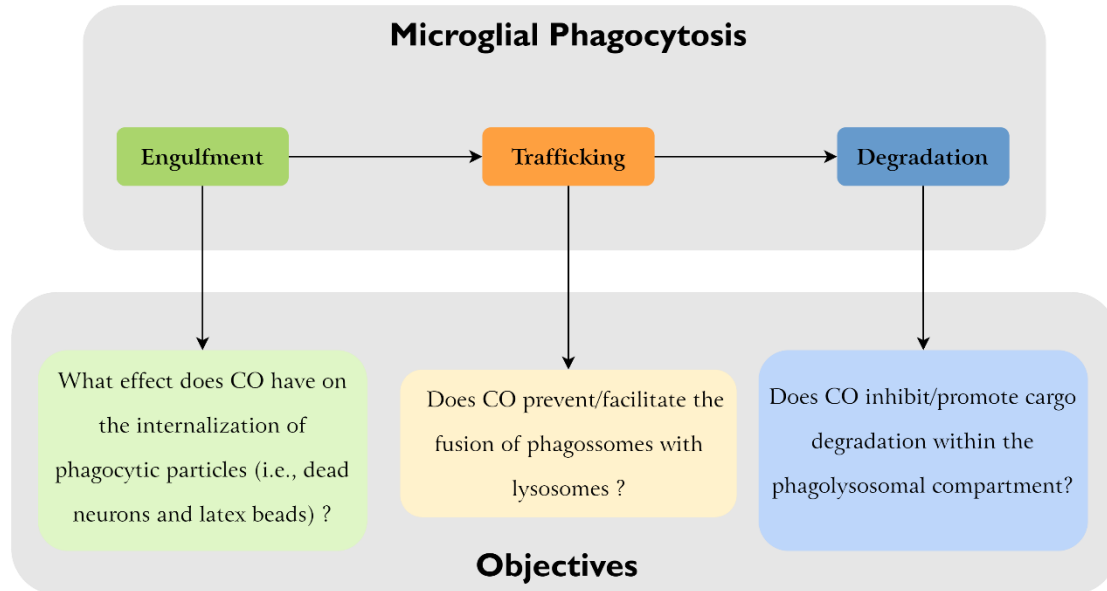 Microglial Phagocytosis
Engulfment
Trafficking
Degradation
What effect does CO have on
the internalization of
phagocytic particles (i.e., dead
neurons and latex beads) ?
Does CO prevent/facilitate the
fusion of phagossomes with
lysosomes ?
Does CO inhibit/promote cargo
degradation within the
phagolysosomal compartment?
Objectives